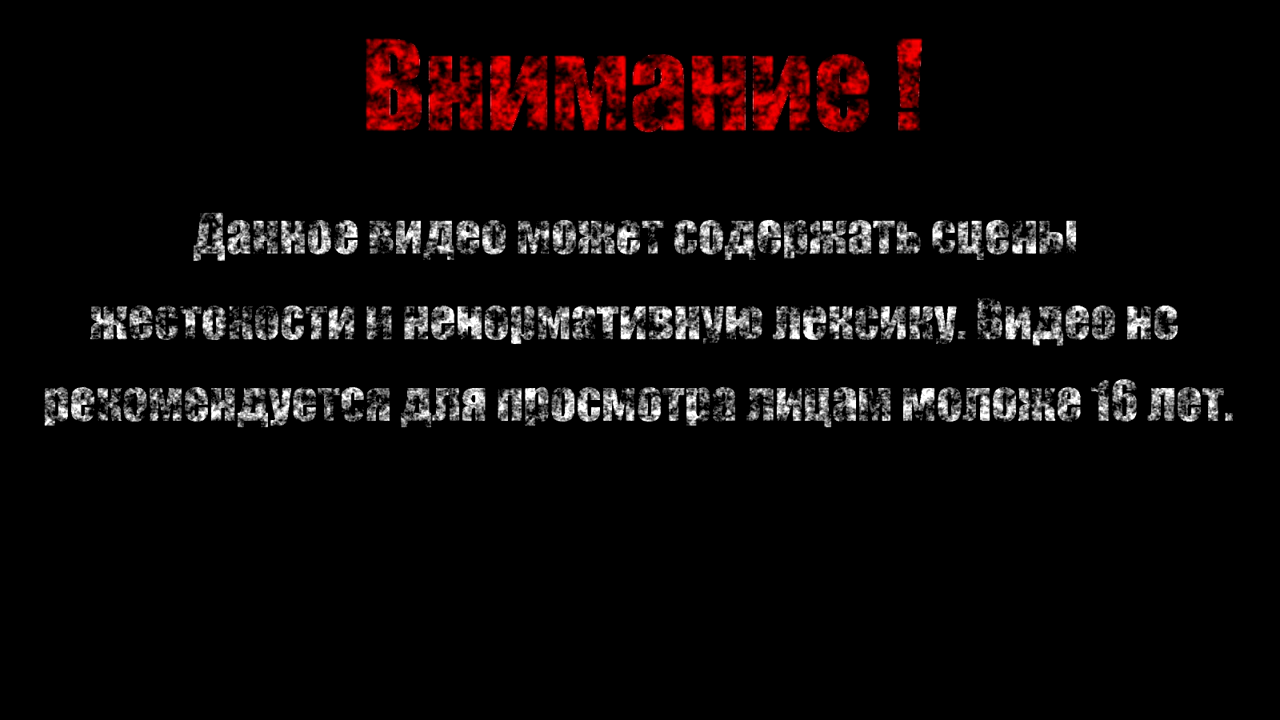 Внимание !
Данное видео может содержать сцены
жестокости и ненормативную лексику. Видео не
рекомендуется для просмотра лицам моложе 16 лет.